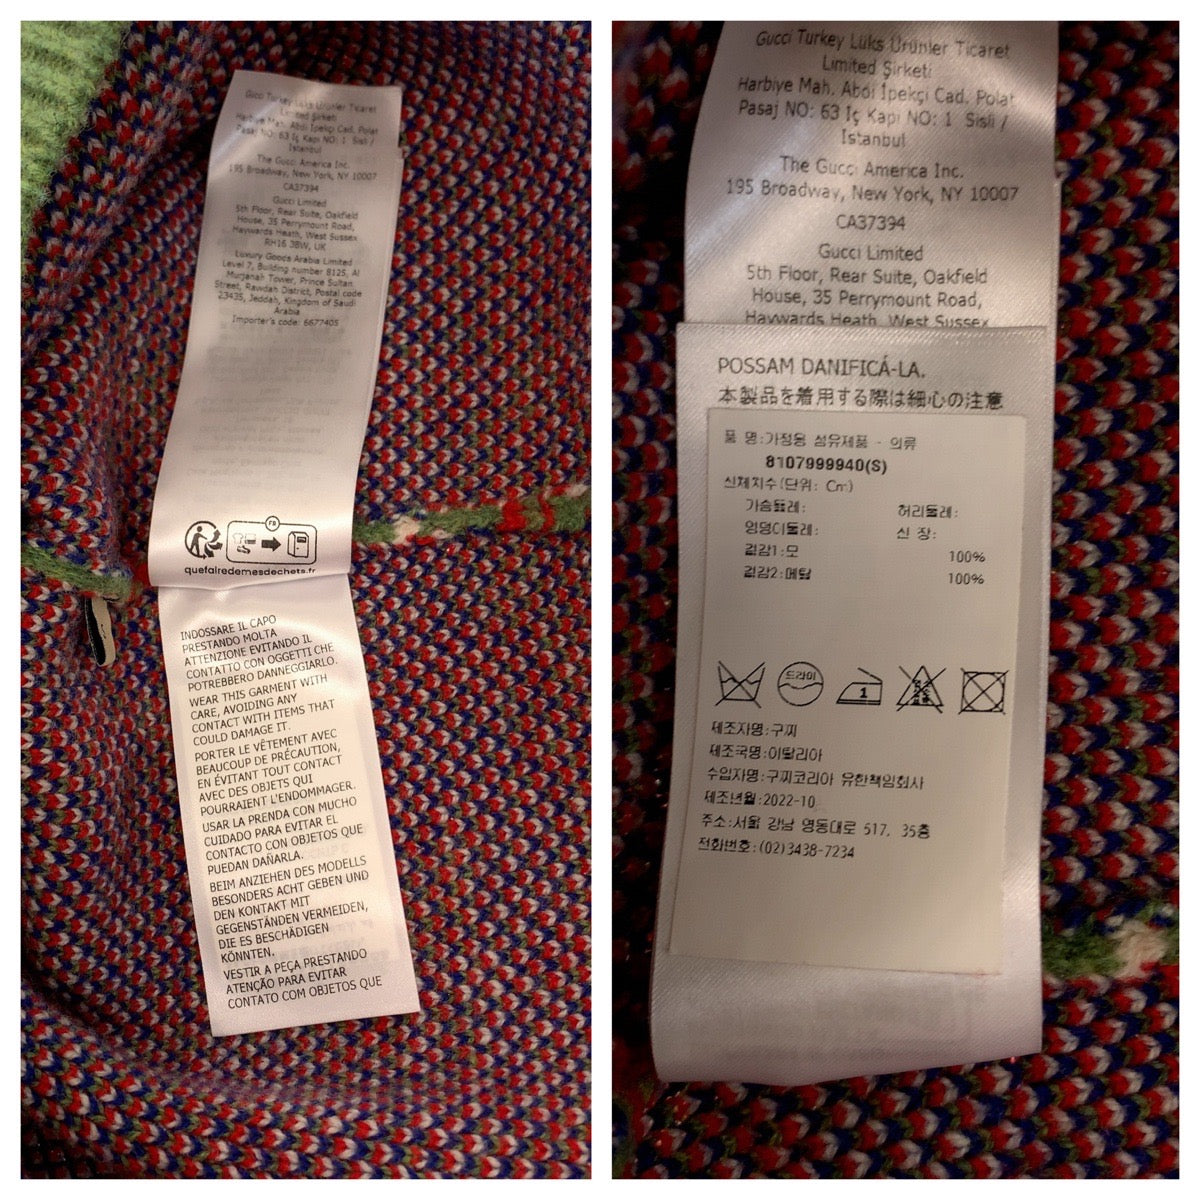 Gucci Turkey Lüks Ürünler Ticaret
Limited Şirketi
Harbiye Mah. Abdi İpekçi Cad. Polat
Pasaj NO: 63 İç Kapı NO: 1 Sisli /
Istanbul
The Gucci America Inc.
195 Broadway, New York, NY 10007
CA37394
Gucci Limited
5th Floor, Rear Suite, Oakfield
House, 35 Perrymount Road,
Haywards Heath, West Sussex
RH16 3BW, UK
Luxury Goods Arabia Limited
Level 7, Building number 8125, Al
Murjanah Tower, Prince Sultan
Street, Rawdah District, Postal code
23435, Jeddah, Kingdom of Saudi
Arabia
Importer's code: 6677405
FR
quefairedemesdechets.fr
INDOSSARE IL CAPO
PRESTANDO MOLTA
ATTENZIONE EVITANDO IL
CONTATTO CON OGGETTI CHE
POTREBBERO DANNEGGIARLO.
WEAR THIS GARMENT WITH
CARE, AVOIDING ANY
CONTACT WITH ITEMS THAT
COULD DAMAGE IT.
PORTER LE VÊTEMENT AVEC
BEAUCOUP DE PRÉCAUTION,
EN ÉVITANT TOUT CONTACT
AVEC DES OBJETS QUI
POURRAIENT L'ENDOMMAGER.
USAR LA PRENDA CON MUCHO
CUIDADO PARA EVITAR EL
CONTACTO CON OBJETOS QUE
PUEDAN DAÑARLA.
BEIM ANZIEHEN DES MODELLS
BESONDERS ACHT GEBEN UND
DEN KONTAKT MIT
GEGENSTÄNDEN VERMEIDEN,
DIE ES BESCHÄDIGEN
KÖNNTEN.
VESTIR A PEÇA PRESTANDO
ATENÇÃO PARA EVITAR
CONTATO COM OBJETOS QUE
Gucci Turkey Lüks Ürünler Ticaret
Limited Şirketi
Harbiye Mah. Abdi İpekçi Cad. Polat
Pasaj NO: 63 İç Kapı NO: 1 Sisli /
Istanbul
The Gucci America Inc.
195 Broadway, New York, NY 10007
CA37394
Gucci Limited
5th Floor, Rear Suite, Oakfield
House, 35 Perrymount Road,
Haywards Heath, West Sussex
POSSAM DANIFICÁ-LA.
本製品を着用する際は細心の注意
품 명:가정용 섬유제품 - 의류
8107999940(S)
신체치수(단위: Cm)
가슴둘레: 허리둘레:
엉덩이둘레: 신 장:
겉감1:모 100%
겉감2:메탈 100%
드라이
1
제조자명:구찌
제조국명:이탈리아
수입자명:구찌코리아 유한책임회사
제조년월:2022-10
주소:서울 강남 영동대로 517, 35층
전화번호:(02)3438-7234